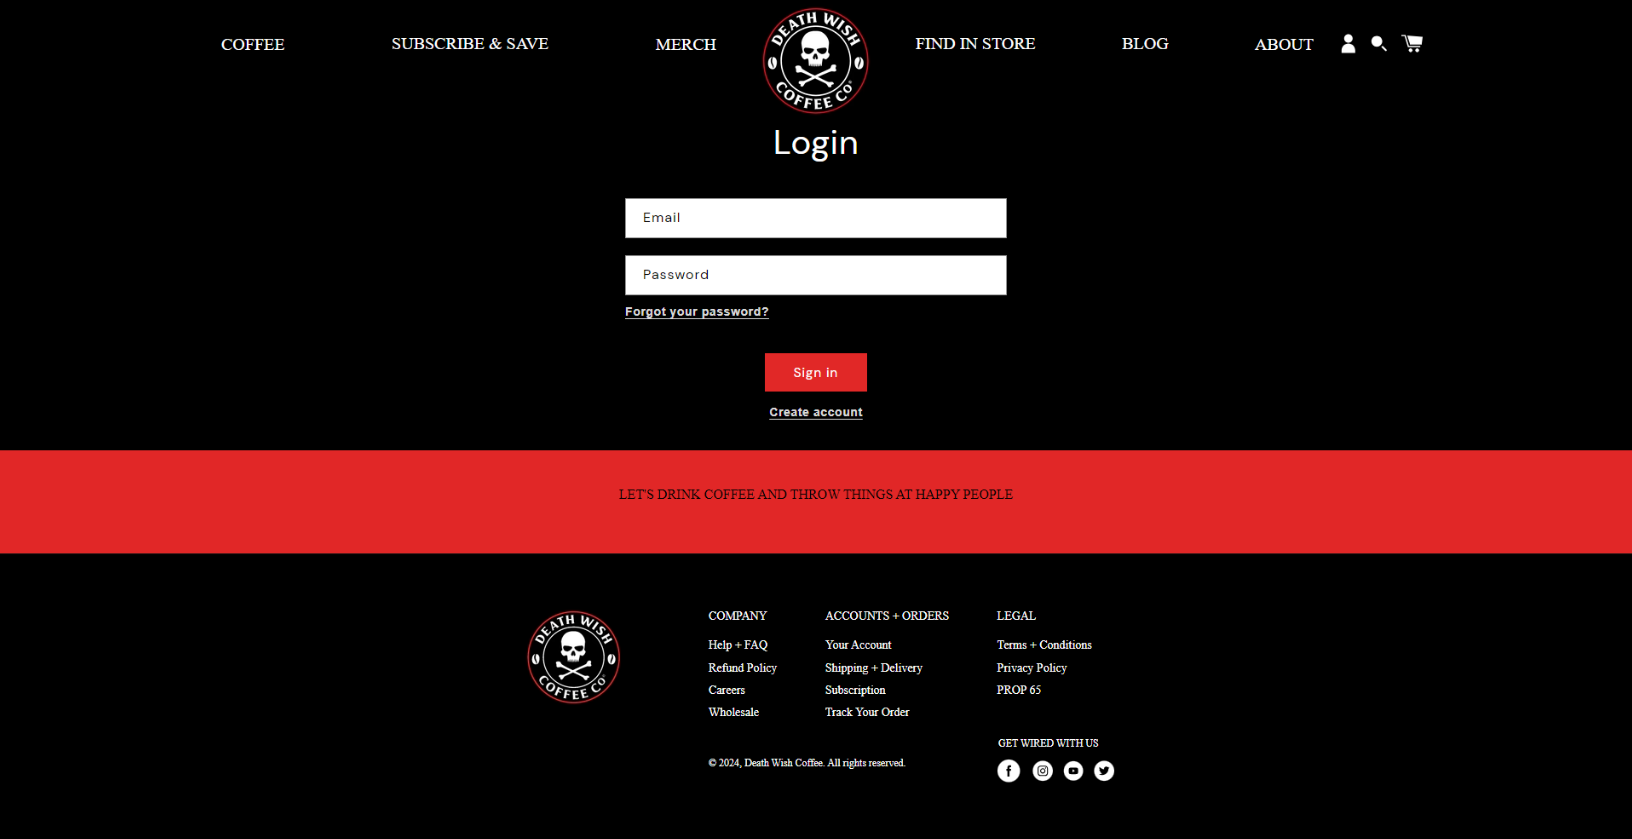 COFFEE
SUBSCRIBE & SAVE
MERCH
DEATH WISH
COFFEE CO
FIND IN STORE
BLOG
ABOUT
Login
Email
Password
Forgot your password?
Sign in
Create account
LET'S DRINK COFFEE AND THROW THINGS AT HAPPY PEOPLE
DEATH WISH
COFFEE CO
COMPANY
Help + FAQ
Refund Policy
Careers
Wholesale
ACCOUNTS + ORDERS
Your Account
Shipping + Delivery
Subscription
Track Your Order
LEGAL
Terms + Conditions
Privacy Policy
PROP 65
GET WIRED WITH US
© 2024, Death Wish Coffee. All rights reserved.